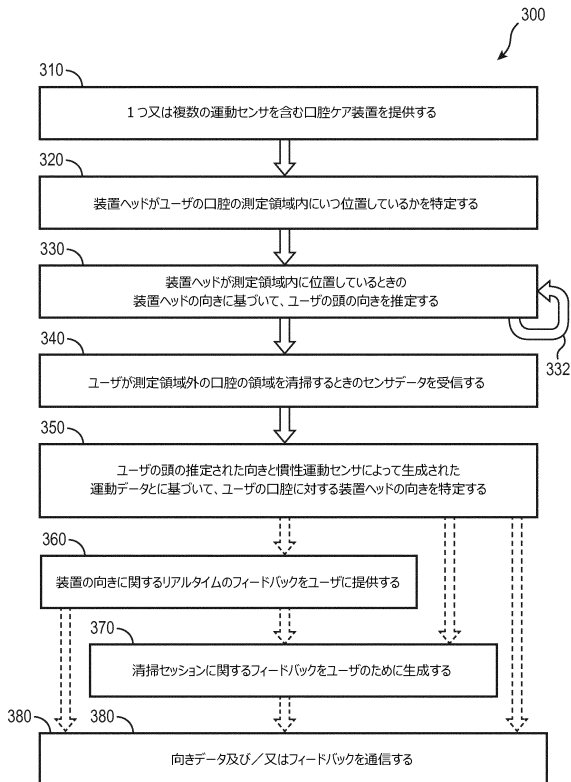 300
310
1つ又は複数の運動センサを含む口腔ケア装置を提供する
320
装置ヘッドがユーザの口腔の測定領域内にいつ位置しているかを特定する
330
装置ヘッドが測定領域内に位置しているときの
装置ヘッドの向きに基づいて、ユーザの頭の向きを推定する
332
340
ユーザが測定領域外の口腔の領域を清掃するときのセンサデータを受信する
350
ユーザの頭の推定された向きと慣性運動センサによって生成された
運動データとに基づいて、ユーザの口腔に対する装置ヘッドの向きを特定する
360
装置の向きに関するリアルタイムのフィードバックをユーザに提供する
370
清掃セッションに関するフィードバックをユーザのために生成する
380
380
向きデータ及び/又はフィードバックを通信する